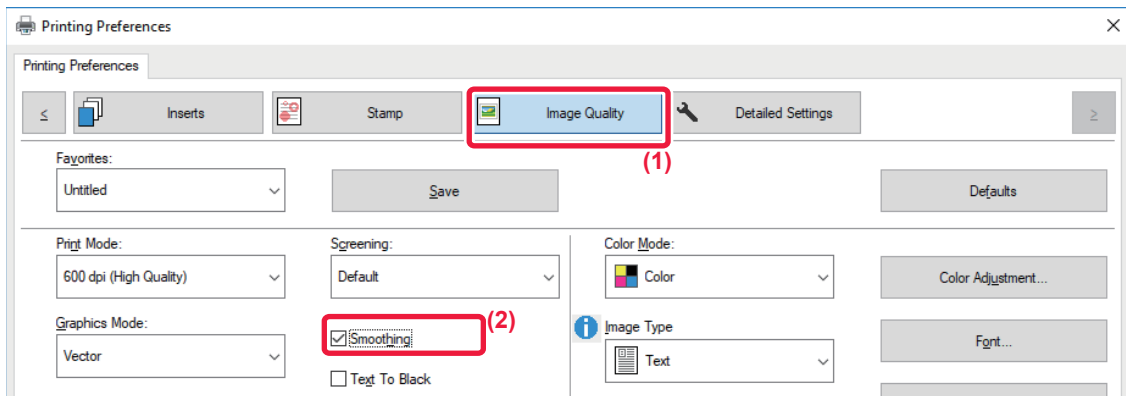 Printing Preferences
Printing Preferences
< Inserts Stamp Image Quality Detailed Settings >
(1)
Favorites:
Untitled Save Defaults
Print Mode: Screening: Color Mode:
600 dpi (High Quality) Default Color Color Adjustment...
(2)
Graphics Mode: Smoothing Image Type Font...
Vector Text
Text To Black